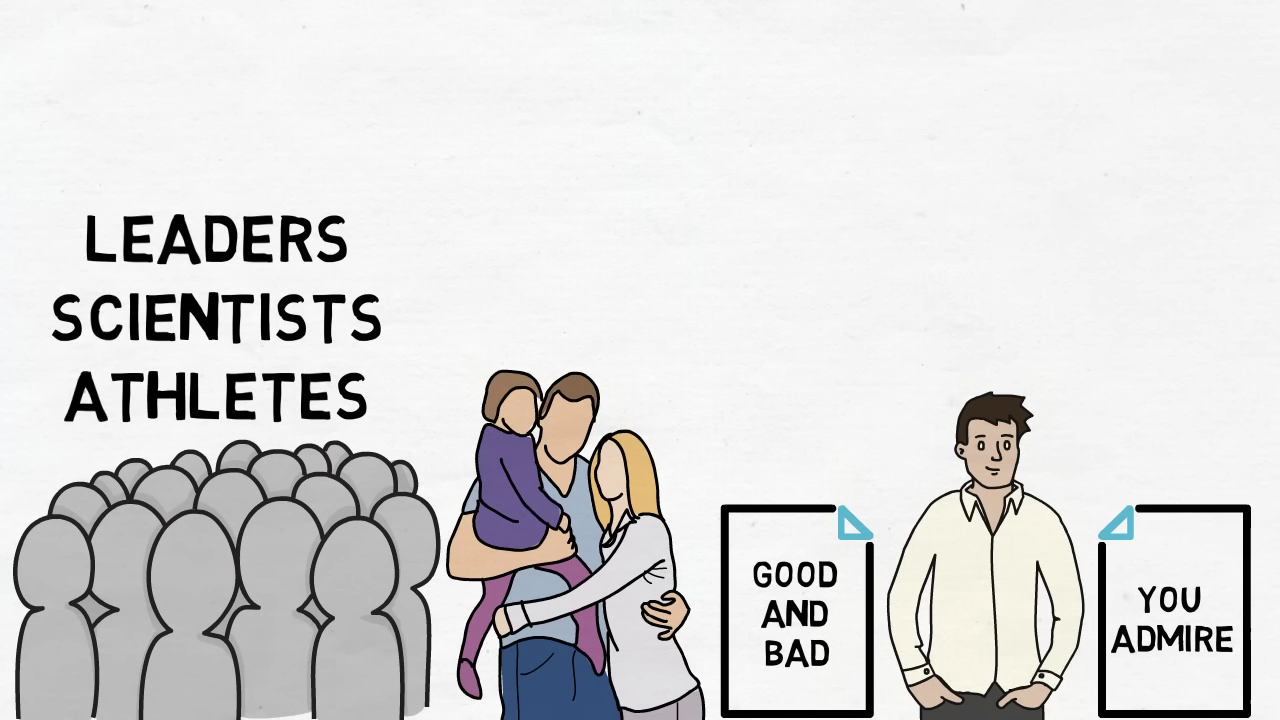 LEADERS
SCIENTISTS
ATHLETES
GOOD
AND
BAD
YOU
ADMIRE